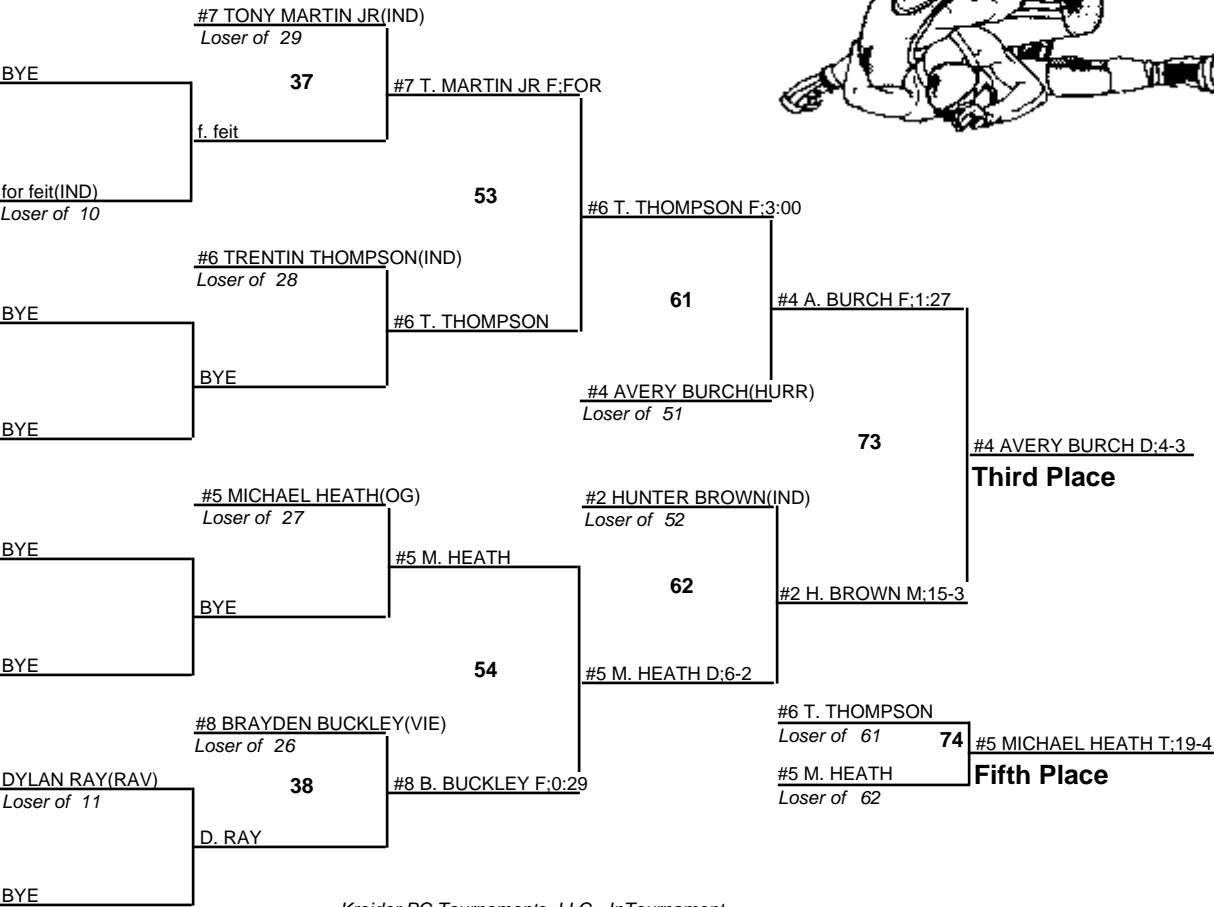 #7 TONY MARTIN JR(IND)
Loser of 29
BYE
37
#7 T. MARTIN JR F;FOR
f. feit
for feit(IND)
Loser of 10
53
#6 T. THOMPSON F;3:00
#6 TRENTIN THOMPSON(IND)
Loser of 28
BYE
#6 T. THOMPSON
61
#4 A. BURCH F;1:27
BYE
#4 AVERY BURCH(HURR)
Loser of 51
BYE
73
#4 AVERY BURCH D;4-3
Third Place
#5 MICHAEL HEATH(OG)
Loser of 27
#2 HUNTER BROWN(IND)
Loser of 52
BYE
#5 M. HEATH
62
#2 H. BROWN M;15-3
BYE
BYE
54
#5 M. HEATH D;6-2
#8 BRAYDEN BUCKLEY(VIE)
Loser of 26
#6 T. THOMPSON
Loser of 61
74
#5 MICHAEL HEATH T;19-4
Fifth Place
#5 M. HEATH
Loser of 62
DYLAN RAY(RAV)
Loser of 11
38
#8 B. BUCKLEY F;0:29
D. RAY
BYE
Kreider PC Tournaments, LLC - InTournament